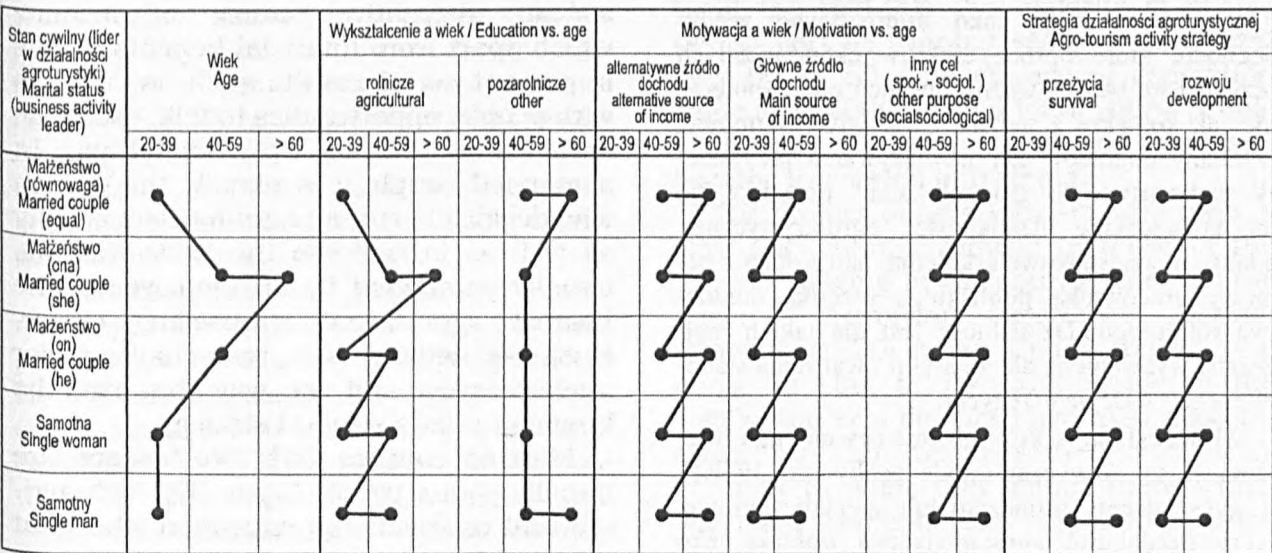 Stan cywilny (lider
w działalności
agroturystyki)
Marital status
(business activity
leader)
Wiek
Age
Wykształcenie a wiek / Education vs. age
rolnicze
agricultural
pozarolnicze
other
Motywacja a wiek / Motivation vs. age
alternatywne źródło
dochodu
alternative source
of income
Główne źródło
dochodu
Main source
of income
inny cel
(społ.- socjol. )
other purpose
(socialsociological)
Strategia działalności agroturystycznej
Agro-tourism activity strategy
przeżycia
survival
rozwoju
development
20-39 40-59 > 60 20-39 40-59 > 60 20-39 40-59 > 60 20-39 40-59 > 60 20-39 40-59 > 60 20-39 40-59 > 60 20-39 40-59 > 60 20-39 40-59 > 60
Małżeństwo
(równowaga)
Married couple
(equal)
Małżeństwo
(ona)
Married couple
(she)
Małżeństwo
(on)
Married couple
(he)
Samotna
Single woman
Samotny
Single man